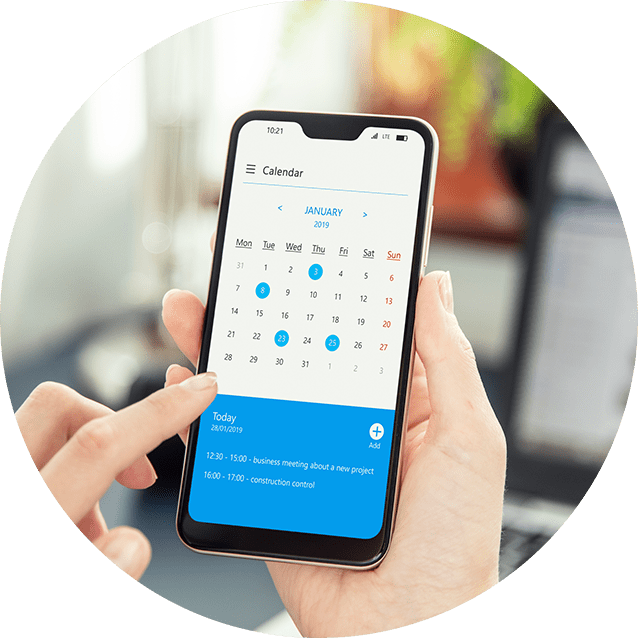 10:21 LTE
Calendar
< JANUARY >
2019
Mon Tue Wed Thu Fri Sat Sun
31 1 2 3 4 5 6
7 8 9 10 11 12 13
14 15 16 17 18 19 20
21 22 23 24 25 26 27
28 29 30 31 1 2 3
Today
28/01/2019
Add
12:30 - 15:00 - business meeting about a new project
16:00 - 17:00 - construction control